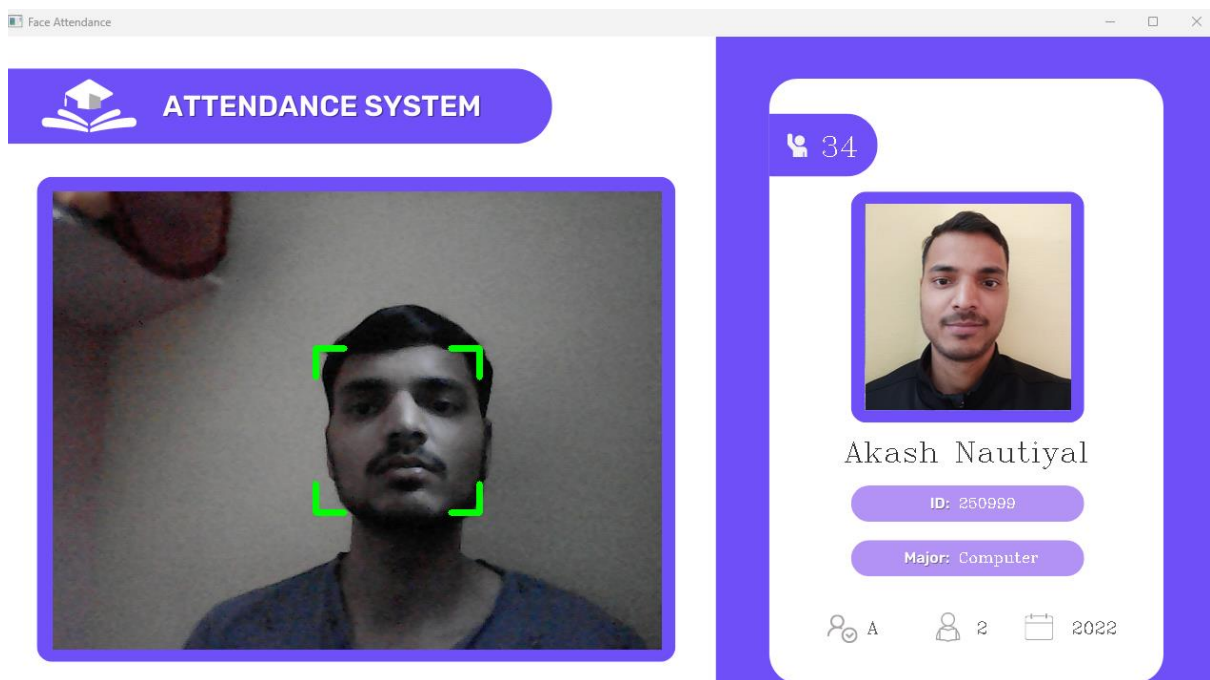 Face Attendance
ATTENDANCE SYSTEM
34
Akash Nautiyal
ID: 250999
Major: Computer
A 2 2022